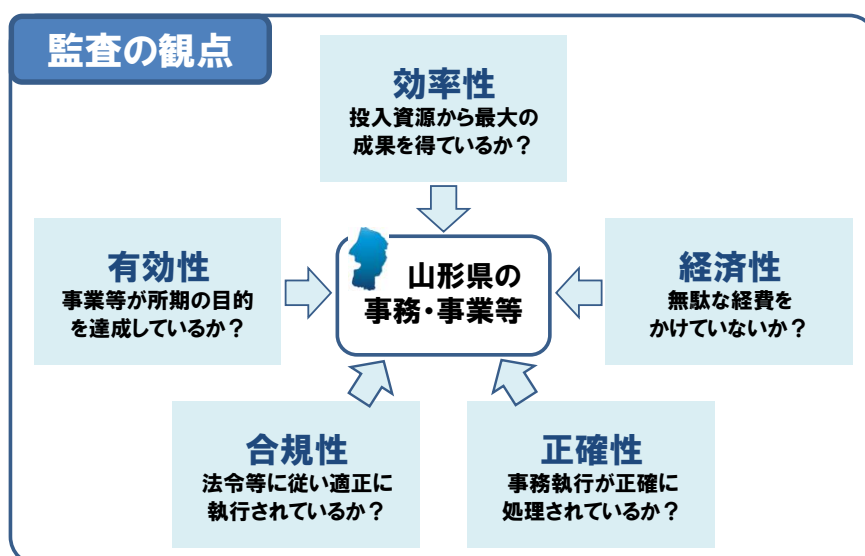 監査の観点
効率性
投入資源から最大の
成果を得ているか？
有効性
事業等が所期の目的
を達成しているか？
山形県の
事務・事業等
経済性
無駄な経費を
かけていないか？
合規性
法令等に従い適正に
執行されているか？
正確性
事務執行が正確に
処理されているか？